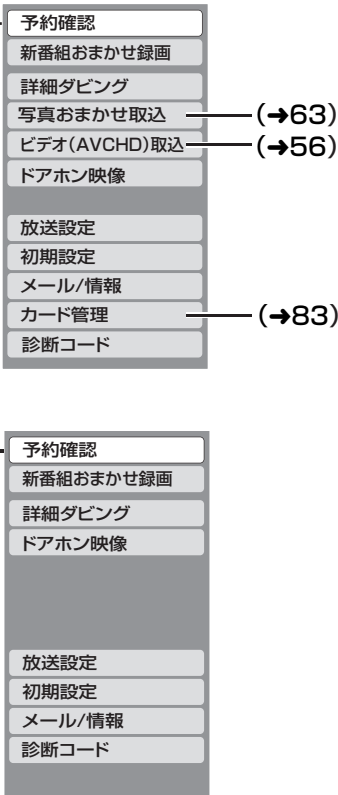 予約確認
新番組おまかせ録画
詳細ダビング
写真おまかせ取込 (➜63)
ビデオ(AVCHD)取込 (➜56)
ドアホン映像
放送設定
初期設定
メール/情報
カード管理 (➜83)
診断コード
予約確認
新番組おまかせ録画
詳細ダビング
ドアホン映像
放送設定
初期設定
メール/情報
診断コード